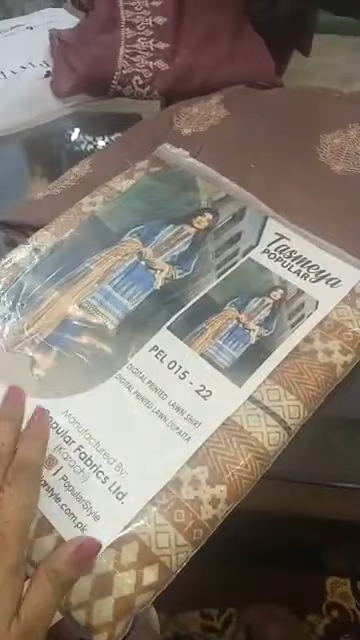 Tasmeya
POPULAR
PEL 015 - 22
DIGITAL PRINTED LAWN SHIRT
DIGITAL PRINTED LAWN DUPATTA
Manufactured By:
Popular Fabrics Ltd.
(Karachi)
PopularStyle